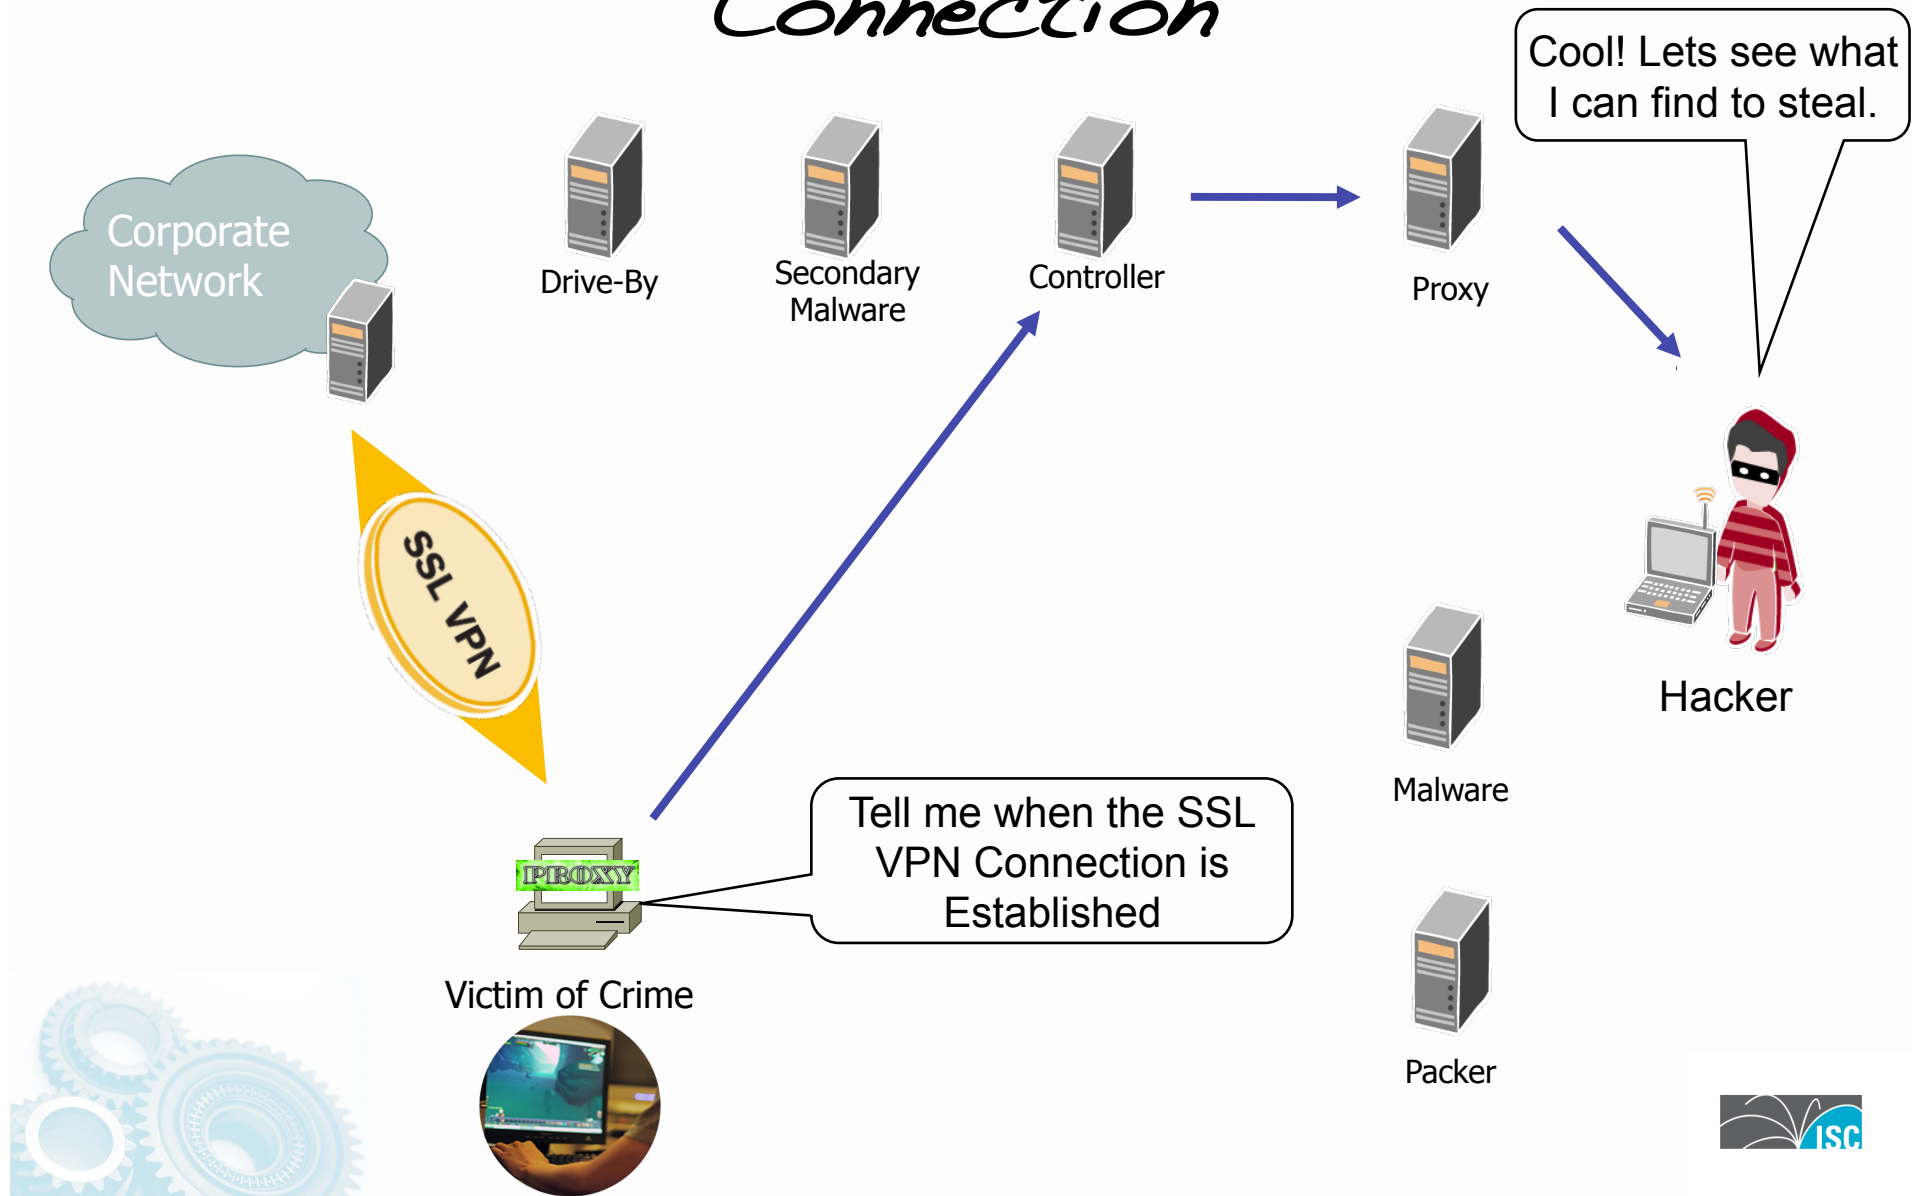 Connection
Cool! Lets see what
I can find to steal.
Corporate
Network
Drive-By
Secondary
Malware
Controller
Proxy
SSL VPN
Hacker
Malware
Tell me when the SSL
VPN Connection is
Established
PROXY
Victim of Crime
Packer
ISC